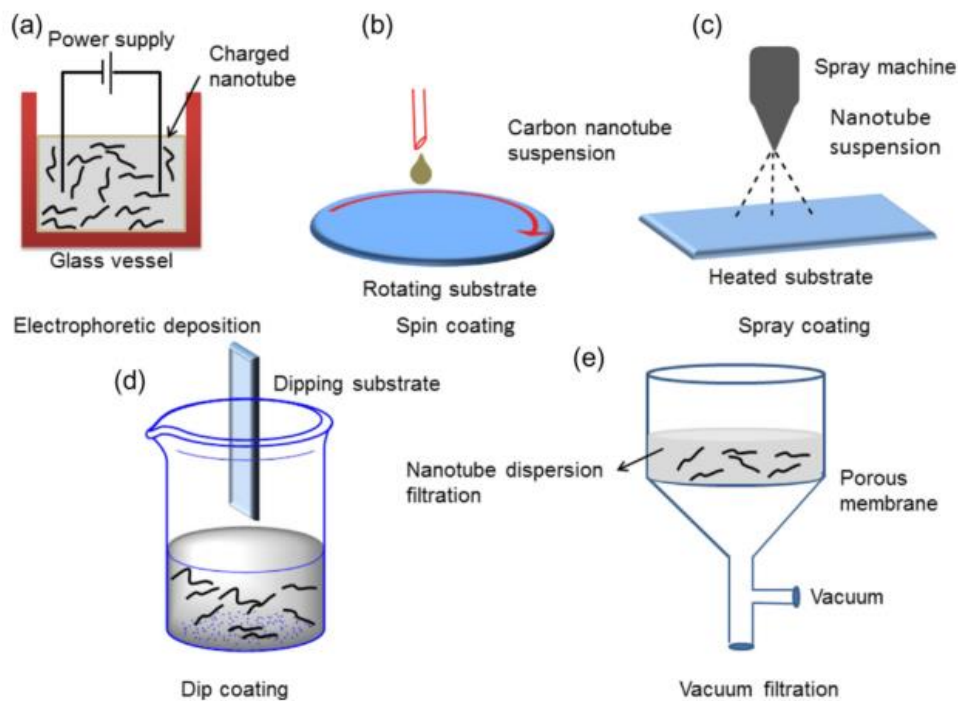 (a)
Power supply
Charged
nanotube
Glass vessel
Electrophoretic deposition
(b)
Carbon nanotube
suspension
Rotating substrate
Spin coating
(c)
Spray machine
Nanotube
suspension
Heated substrate
Spray coating
(d)
Dipping substrate
Dip coating
(e)
Nanotube dispersion
filtration
Porous
membrane
Vacuum
Vacuum filtration